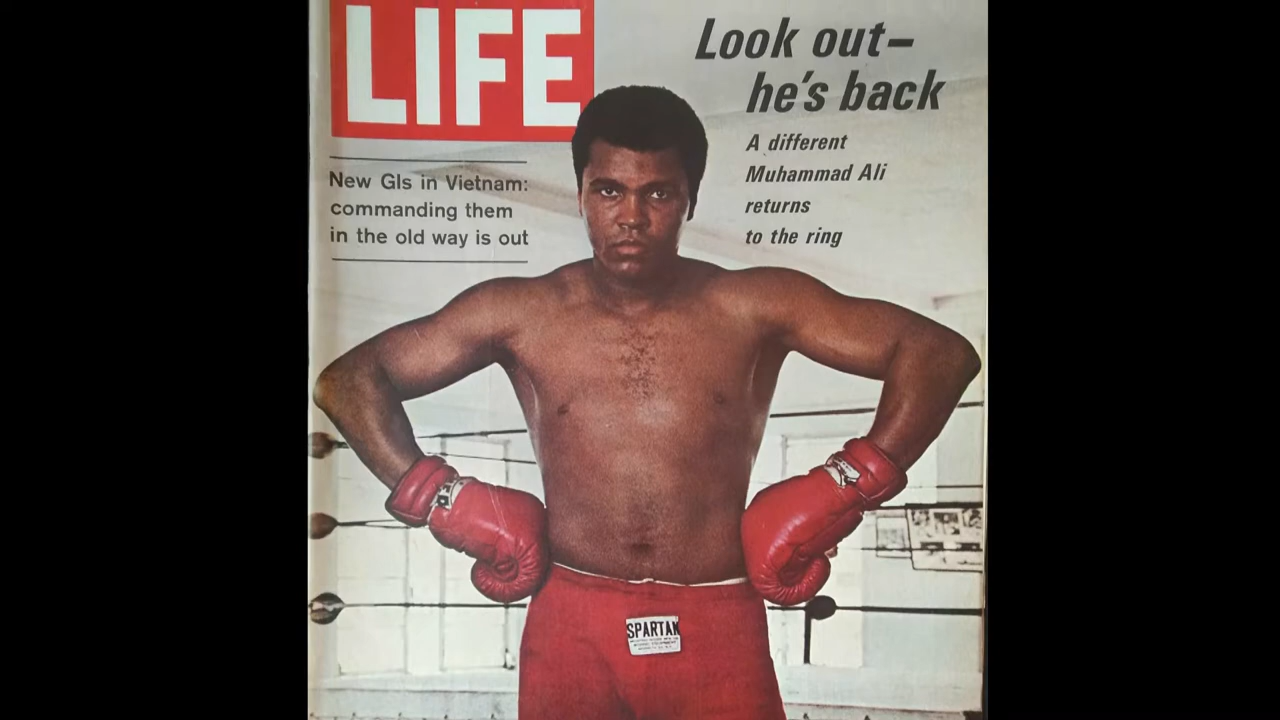 LIFE
Look out–
he's back
A different
Muhammad Ali
returns
to the ring
New GIs in Vietnam:
commanding them
in the old way is out
SPARTAN